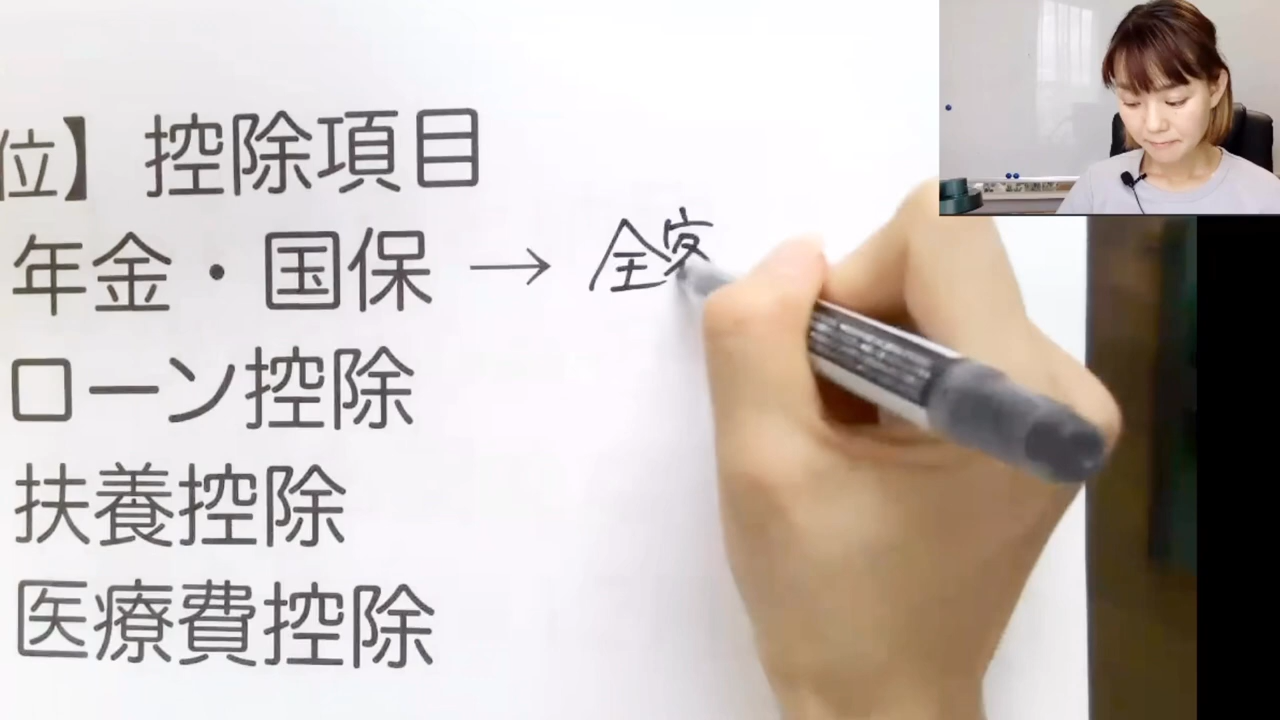 位】控除項目
年金・国保 → 全客
ローン控除
扶養控除
医療費控除